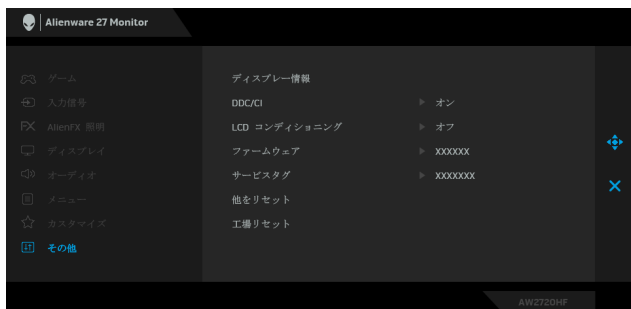 Alienware 27 Monitor
ゲーム
入力信号
FX AlienFX 照明
ディスプレイ
オーディオ
メニュー
カスタマイズ
その他
ディスプレー情報
DDC/CI オン
LCD コンディショニング オフ
ファームウェア XXXXXX
サービスタグ XXXXXXX
他をリセット
工場リセット
AW2720HF